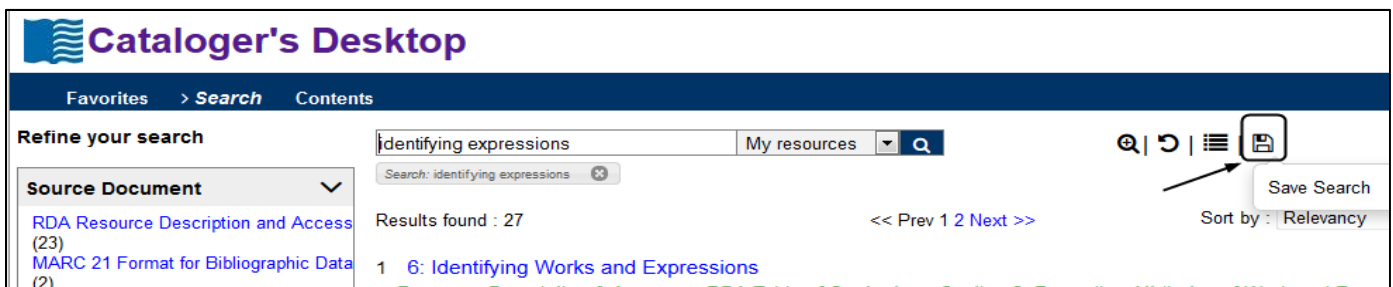 Cataloger's Desktop
Favorites > Search Contents
Refine your search
identifying expressions My resources
Search: identifying expressions
Save Search
Source Document
Results found : 27 << Prev 1 2 Next >> Sort by : Relevancy
RDA Resource Description and Access
(23)
MARC 21 Format for Bibliographic Data
(2)
1 6: Identifying Works and Expressions